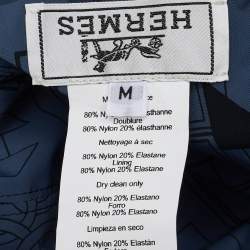 HERMES
M
80% Nylon 20% élasthanne
Doublure
80% Nylon 20% élasthanne
Nettoyage à sec
80% Nylon 20% Elastane
Lining
80% Nylon 20% Elastane
Dry clean only
80% Nylon 20% Elastane
Forro
80% Nylon 20% Elastano
Limpieza en seco
80% Nylon 20% Elastan